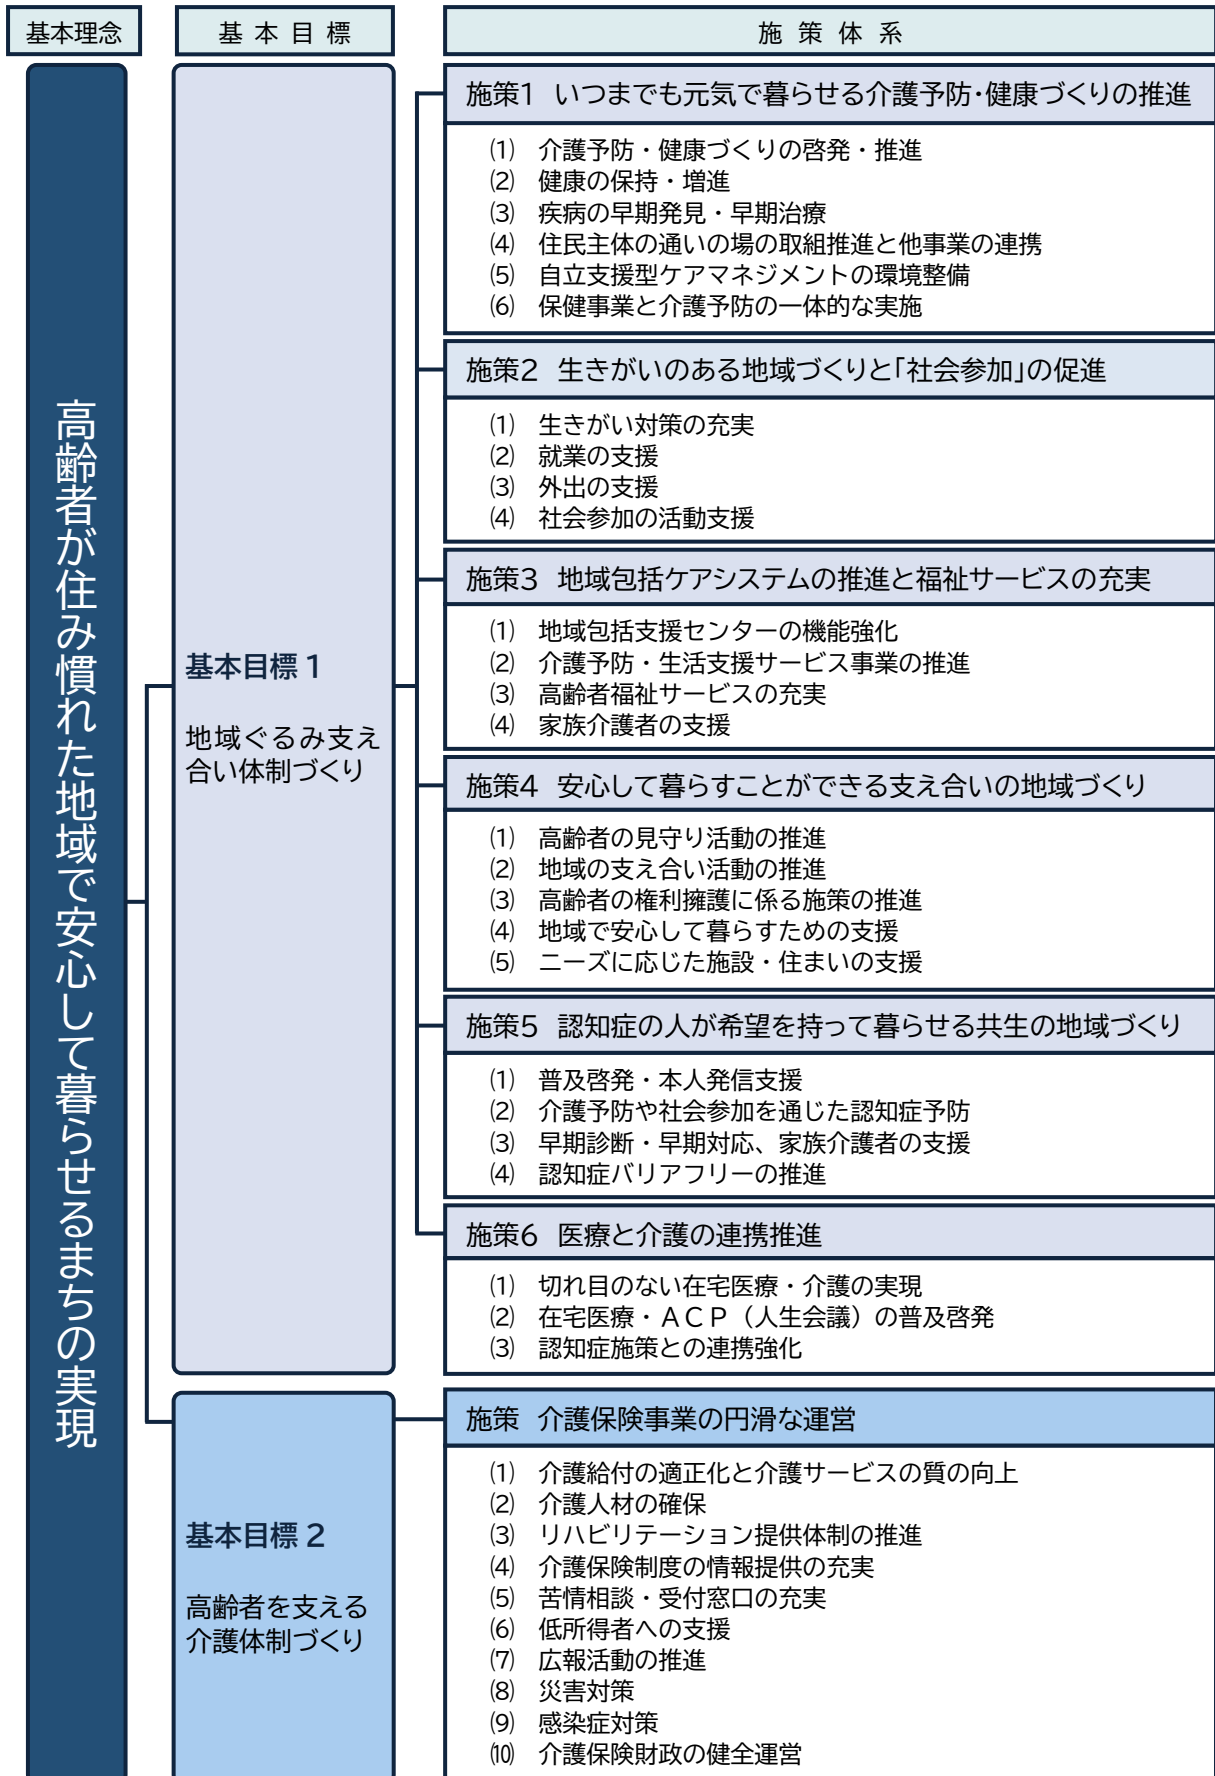 基本理念
基本目標
施策体系
高齢者が住み慣れた地域で安心して暮らせるまちの実現
基本目標1
地域ぐるみ支え
合い体制づくり
施策1 いつまでも元気で暮らせる介護予防・健康づくりの推進
⑴ 介護予防・健康づくりの啓発・推進
⑵ 健康の保持・増進
⑶ 疾病の早期発見・早期治療
⑷ 住民主体の通いの場の取組推進と他事業の連携
⑸ 自立支援型ケアマネジメントの環境整備
⑹ 保健事業と介護予防の一体的な実施
施策2 生きがいのある地域づくりと「社会参加」の促進
⑴ 生きがい対策の充実
⑵ 就業の支援
⑶ 外出の支援
⑷ 社会参加の活動支援
施策3 地域包括ケアシステムの推進と福祉サービスの充実
⑴ 地域包括支援センターの機能強化
⑵ 介護予防・生活支援サービス事業の推進
⑶ 高齢者福祉サービスの充実
⑷ 家族介護者の支援
施策4 安心して暮らすことができる支え合いの地域づくり
⑴ 高齢者の見守り活動の推進
⑵ 地域の支え合い活動の推進
⑶ 高齢者の権利擁護に係る施策の推進
⑷ 地域で安心して暮らすための支援
⑸ ニーズに応じた施設・住まいの支援
施策5 認知症の人が希望を持って暮らせる共生の地域づくり
⑴ 普及啓発・本人発信支援
⑵ 介護予防や社会参加を通じた認知症予防
⑶ 早期診断・早期対応、家族介護者の支援
⑷ 認知症バリアフリーの推進
施策6 医療と介護の連携推進
⑴ 切れ目のない在宅医療・介護の実現
⑵ 在宅医療・ＡＣＰ（人生会議）の普及啓発
⑶ 認知症施策との連携強化
基本目標2
高齢者を支える
介護体制づくり
施策 介護保険事業の円滑な運営
⑴ 介護給付の適正化と介護サービスの質の向上
⑵ 介護人材の確保
⑶ リハビリテーション提供体制の推進
⑷ 介護保険制度の情報提供の充実
⑸ 苦情相談・受付窓口の充実
⑹ 低所得者への支援
⑺ 広報活動の推進
⑻ 災害対策
⑼ 感染症対策
⑽ 介護保険財政の健全運営